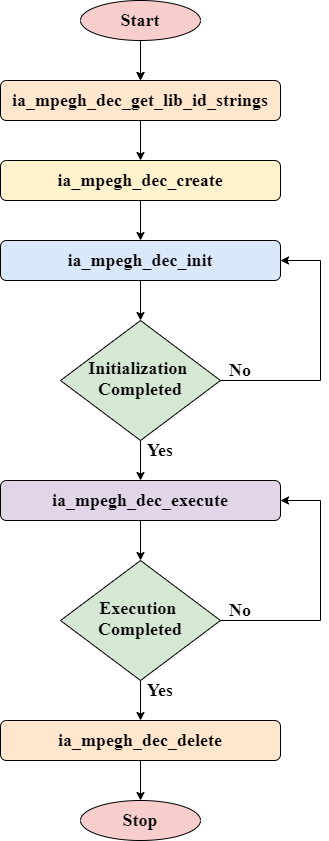 Start
ia_mpegh_dec_get_lib_id_strings
ia_mpegh_dec_create
ia_mpegh_dec_init
Initialization
Completed
No
Yes
ia_mpegh_dec_execute
Execution
Completed
No
Yes
ia_mpegh_dec_delete
Stop